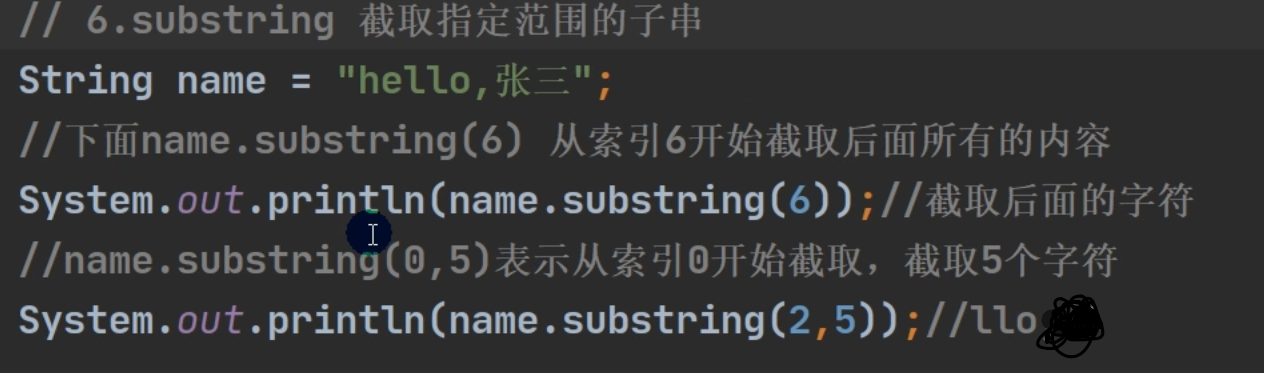 // 6.substring 截取指定范围的子串
String name = "hello,张三";
//下面name.substring(6) 从索引6开始截取后面所有的内容
System.out.println(name.substring(6));//截取后面的字符
//name.substring(0,5)表示从索引0开始截取，截取5个字符
System.out.println(name.substring(2,5));//llo